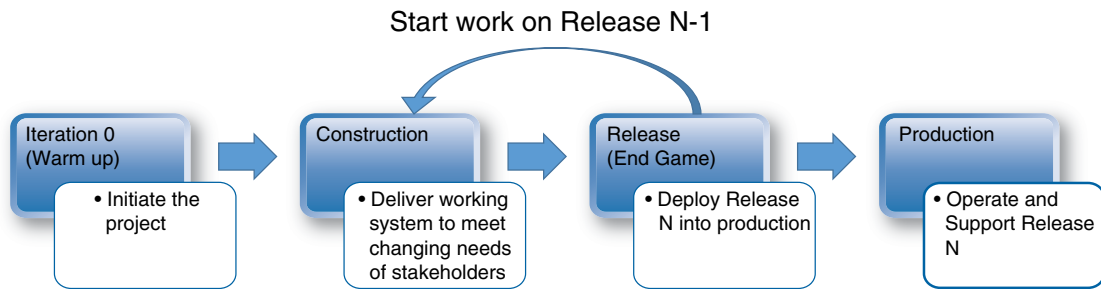 Start work on Release N-1
Iteration 0
(Warm up)
• Initiate the
project
Construction
• Deliver working
system to meet
changing needs
of stakeholders
Release
(End Game)
• Deploy Release
N into production
Production
• Operate and
Support Release
N